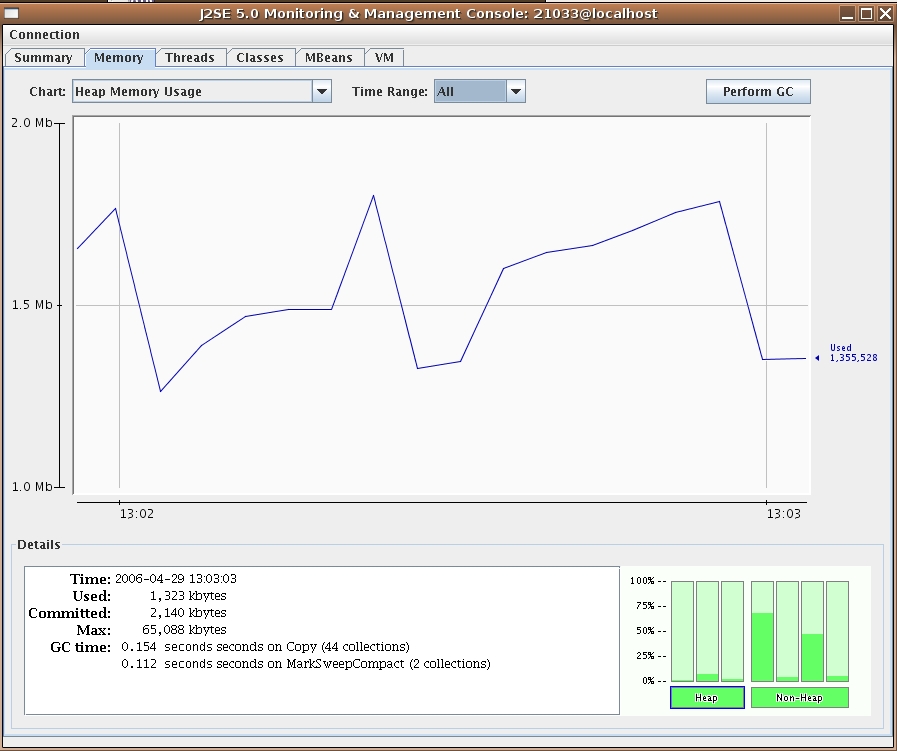 J2SE 5.0 Monitoring & Management Console: 21033@localhost
Connection
Summary Memory Threads Classes MBeans VM
Chart: Heap Memory Usage Time Range: All Perform GC
2.0 Mb
1.5 Mb
Used
1,355,528
1.0 Mb
13:02 13:03
Details
Time: 2006-04-29 13:03:03
Used: 1,323 kbytes
Committed: 2,140 kbytes
Max: 65,088 kbytes
GC time: 0.154 seconds seconds on Copy (44 collections)
0.112 seconds seconds on MarkSweepCompact (2 collections)
100% --
75% --
50% --
25% --
0% --
Heap Non-Heap